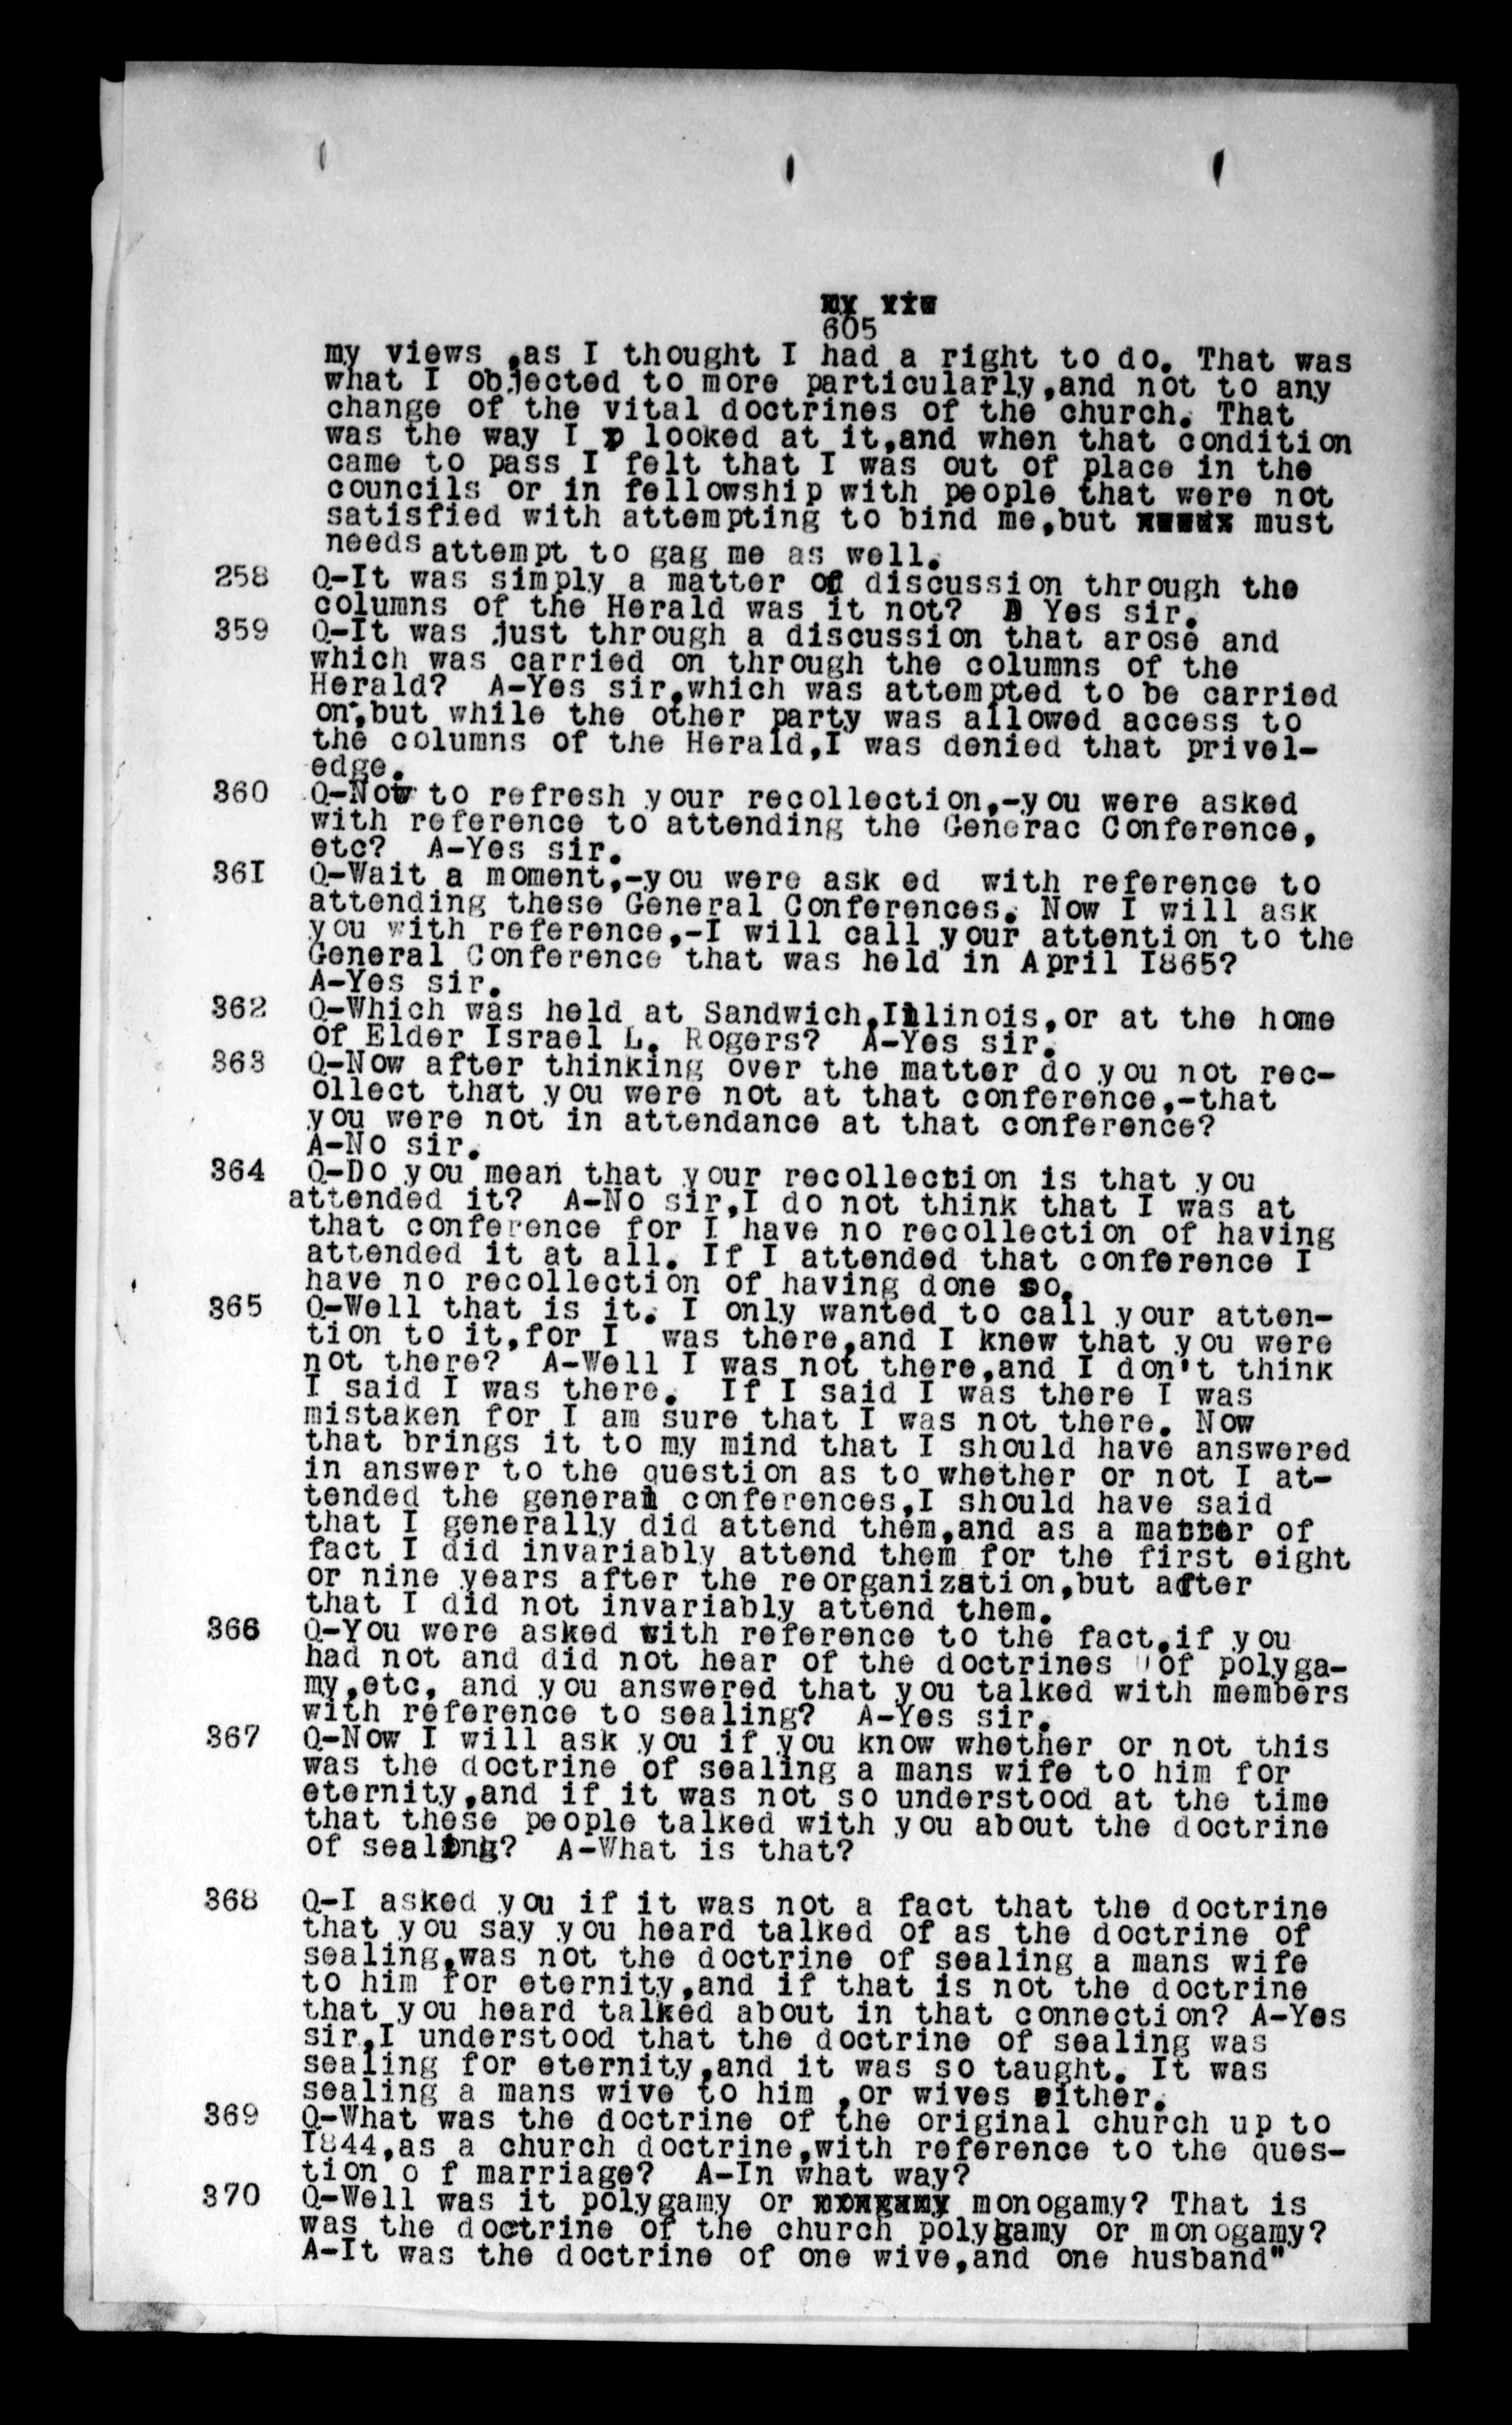 605
my views ,as I thought I had a right to do. That was
what I objected to more particularly,and not to any
change of the vital doctrines of the church. That
was the way I looked at it,and when that condition
came to pass I felt that I was out of place in the
councils or in fellowship with people that were not
satisfied with attempting to bind me,but must
needs attempt to gag me as well.
258 Q-It was simply a matter of discussion through the
columns of the Herald was it not? Yes sir.
359 Q-It was just through a discussion that arose and
which was carried on through the columns of the
Herald? A-Yes sir,which was attempted to be carried
on,but while the other party was allowed access to
the columns of the Herald,I was denied that privel-
edge.
360 Q-Now to refresh your recollection,-you were asked
with reference to attending the Generac Conference,
etc? A-Yes sir.
36I Q-Wait a moment,-you were ask ed with reference to
attending these General Conferences. Now I will ask
you with reference,-I will call your attention to the
General Conference that was held in April I865?
A-Yes sir.
362 Q-Which was held at Sandwich,Illinois,or at the home
of Elder Israel L. Rogers? A-Yes sir.
363 Q-Now after thinking over the matter do you not rec-
ollect that you were not at that conference,-that
you were not in attendance at that conference?
A-No sir.
364 Q-Do you mean that your recollection is that you
attended it? A-No sir,I do not think that I was at
that conference for I have no recollection of having
attended it at all. If I attended that conference I
have no recollection of having done so.
365 Q-Well that is it. I only wanted to call your atten-
tion to it,for I was there,and I knew that you were
not there? A-Well I was not there,and I don't think
I said I was there. If I said I was there I was
mistaken for I am sure that I was not there. Now
that brings it to my mind that I should have answered
in answer to the question as to whether or not I at-
tended the general conferences,I should have said
that I generally did attend them,and as a matter of
fact I did invariably attend them for the first eight
or nine years after the reorganization,but after
that I did not invariably attend them.
366 Q-You were asked with reference to the fact,if you
had not and did not hear of the doctrines of polyga-
my,etc, and you answered that you talked with members
with reference to sealing? A-Yes sir.
367 Q-Now I will ask you if you know whether or not this
was the doctrine of sealing a mans wife to him for
eternity,and if it was not so understood at the time
that these people talked with you about the doctrine
of sealing? A-What is that?
368 Q-I asked you if it was not a fact that the doctrine
that you say you heard talked of as the doctrine of
sealing,was not the doctrine of sealing a mans wife
to him for eternity,and if that is not the doctrine
that you heard talked about in that connection? A-Yes
sir,I understood that the doctrine of sealing was
sealing for eternity,and it was so taught. It was
sealing a mans wive to him ,or wives either.
369 Q-What was the doctrine of the original church up to
I844,as a church doctrine,with reference to the ques-
tion o f marriage? A-In what way?
370 Q-Well was it polygamy or monogamy? That is
was the doctrine of the church polygamy or monogamy?
A-It was the doctrine of one wive,and one husband"